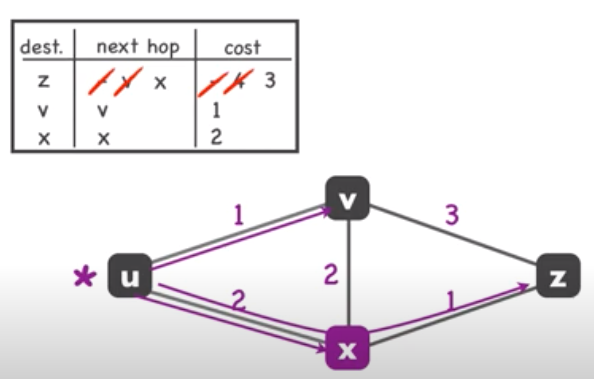 dest. next hop cost
z - v x - 4 3
v v 1
x x 2
v
1 3
* u 2 z
2 1
x